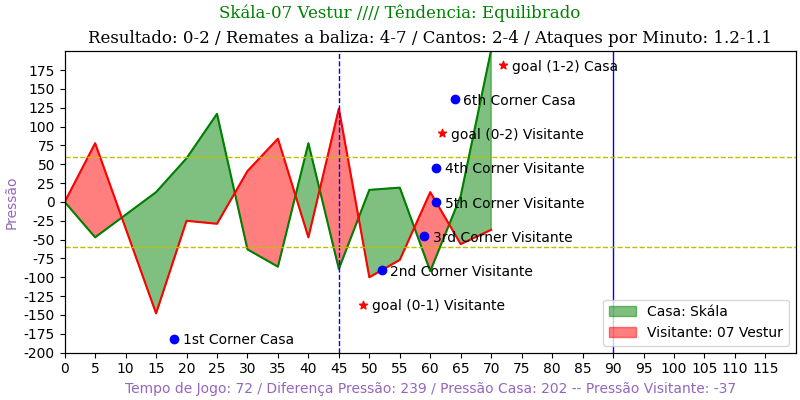 Skála-07 Vestur //// Têndencia: Equilibrado
Resultado: 0-2 / Remates a baliza: 4-7 / Cantos: 2-4 / Ataques por Minuto: 1.2-1.1
Pressão
175
150
125
100
75
50
25
0
-25
-50
-75
-100
-125
-150
-175
-200
goal (1-2) Casa
6th Corner Casa
goal (0-2) Visitante
4th Corner Visitante
5th Corner Visitante
3rd Corner Visitante
2nd Corner Visitante
goal (0-1) Visitante
1st Corner Casa
Casa: Skála
Visitante: 07 Vestur
0 5 10 15 20 25 30 35 40 45 50 55 60 65 70 75 80 85 90 95 100 105 110 115
Tempo de Jogo: 72 / Diferença Pressão: 239 / Pressão Casa: 202 -- Pressão Visitante: -37